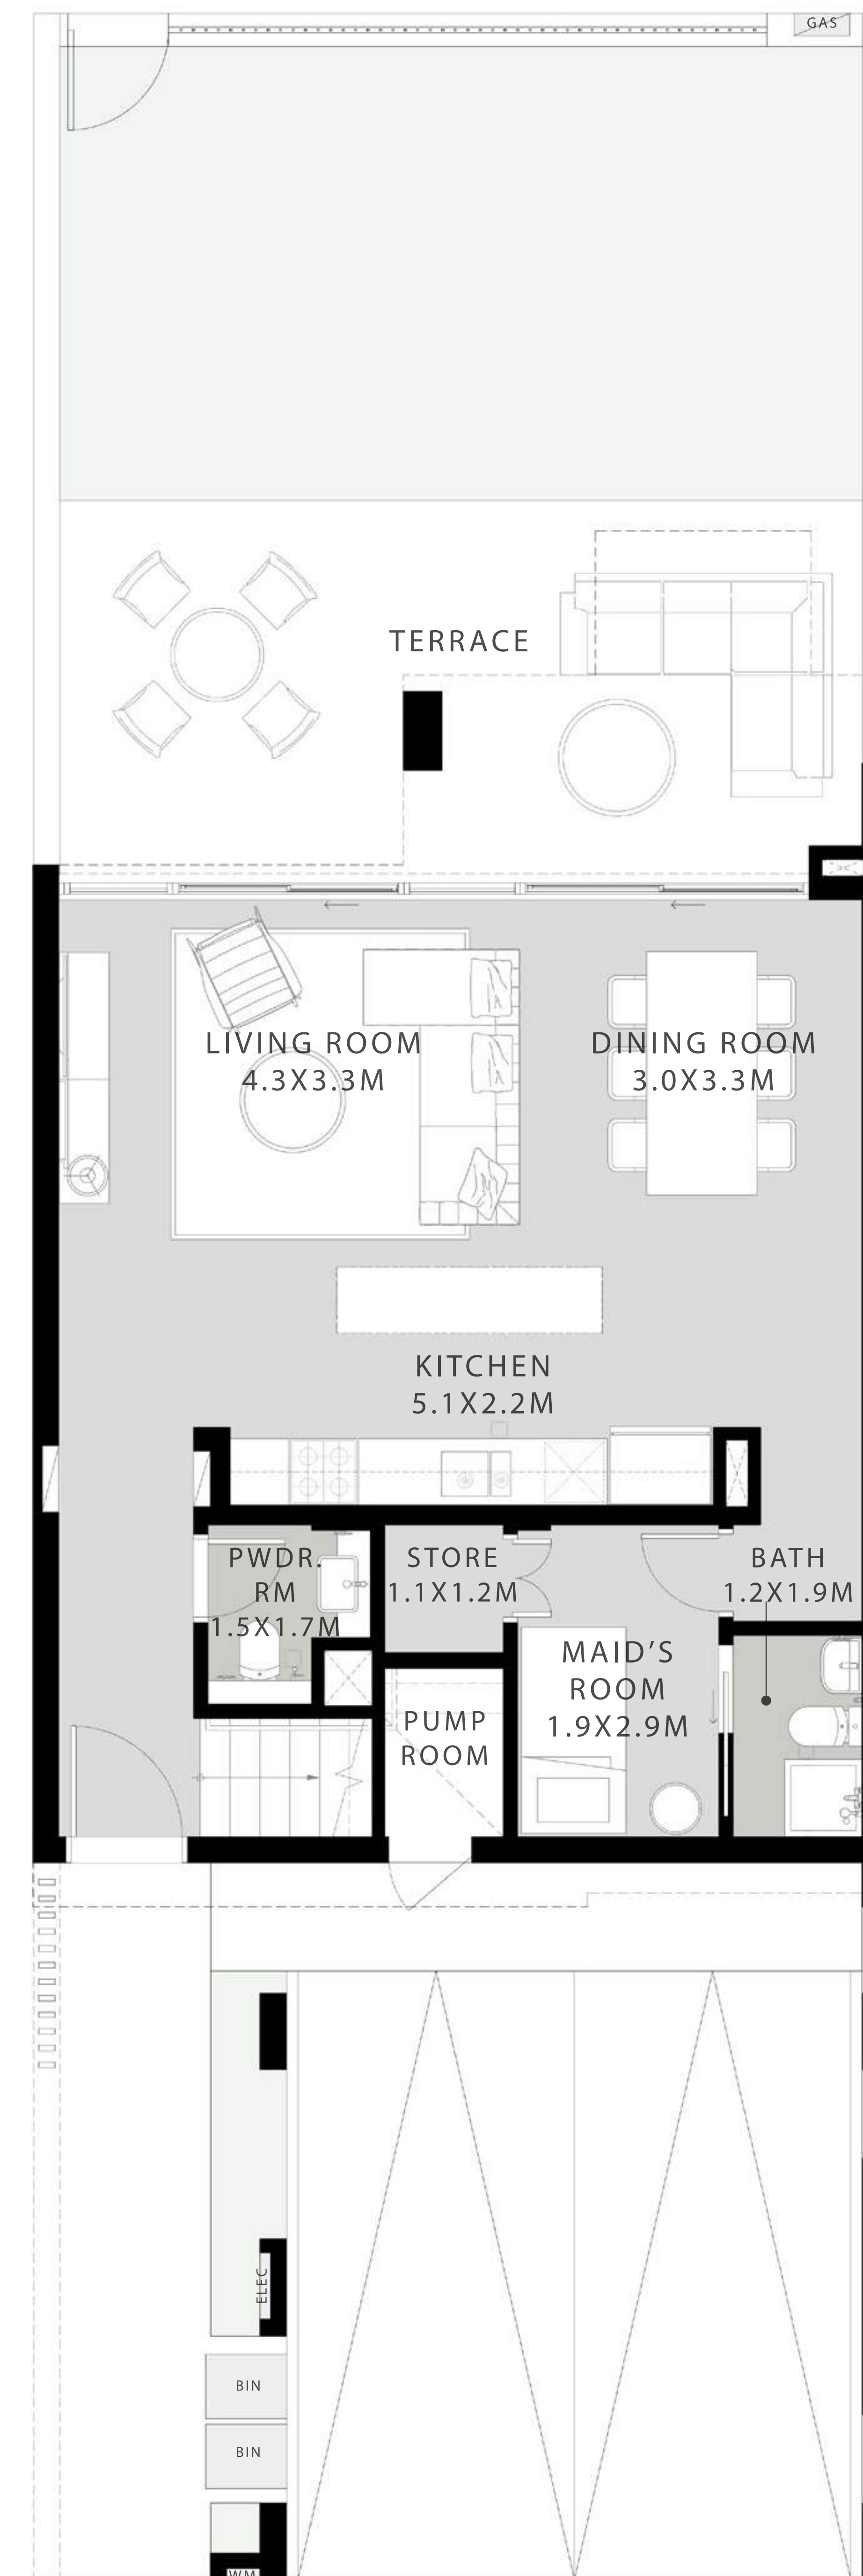 GAS
TERRACE
LIVING ROOM
4.3X3.3M
DINING ROOM
3.0X3.3M
KITCHEN
5.1X2.2M
PWDR.
RM
1.5X1.7M
STORE
1.1X1.2M
BATH
1.2X1.9M
MAID'S
ROOM
1.9X2.9M
PUMP
ROOM
ELEC
BIN
BIN
WM